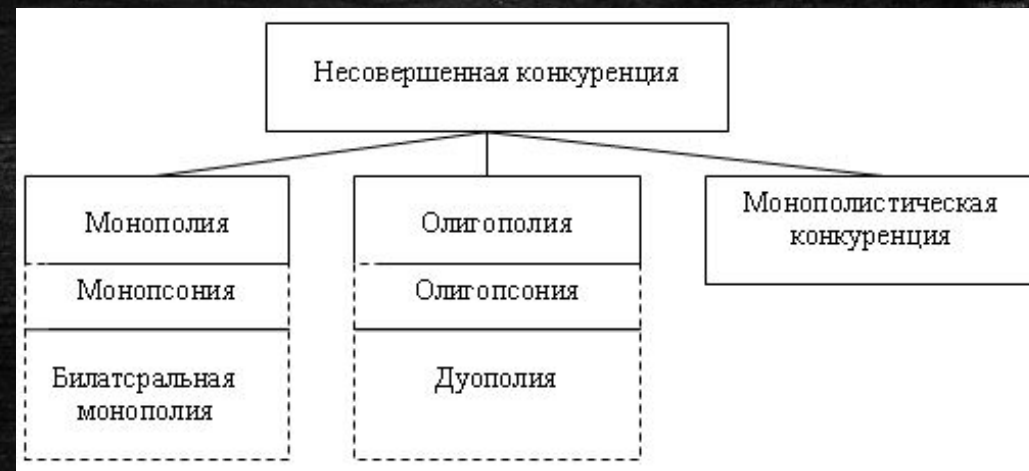 Несовершенная конкуренция
Монополия
Монопсония
Билатсральная
монополия
Олигополия
Олигопсония
Дуополия
Монополистическая
конкуренция